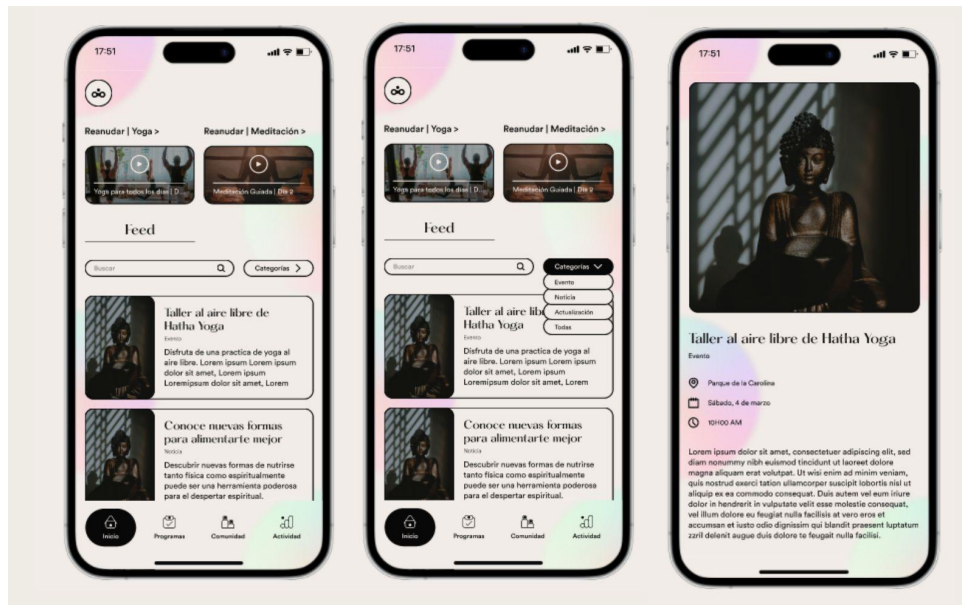 17:51
Reanudar | Yoga >
Reanudar | Meditación >
Yoga para todos los días | D...
Meditación Guiada | Día 2
Feed
Buscar
Categorías >
Taller al aire libre de
Hatha Yoga
Evento
Disfruta de una practica de yoga al
aire libre. Lorem ipsum Lorem ipsum
dolor sit amet, Lorem ipsum
Loremipsum dolor sit amet, Lorem
Conoce nuevas formas
para alimentarte mejor
Noticia
Descubrir nuevas formas de nutrirse
tanto física como espiritualmente
puede ser una herramienta poderosa
para el despertar espiritual.
Inicio
Programas
Comunidad
Actividad
17:51
Reanudar | Yoga >
Reanudar | Meditación >
Yoga para todos los días | D...
Meditación Guiada | Día 2
Feed
Buscar
Categorías
Evento
Noticia
Actualización
Todas
Taller al aire lib
Hatha Yoga
Evento
Disfruta de una practica de yoga al
aire libre. Lorem ipsum Lorem ipsum
dolor sit amet, Lorem ipsum
Loremipsum dolor sit amet, Lorem
Conoce nuevas formas
para alimentarte mejor
Noticia
Descubrir nuevas formas de nutrirse
tanto física como espiritualmente
puede ser una herramienta poderosa
para el despertar espiritual.
Inicio
Programas
Comunidad
Actividad
17:51
Taller al aire libre de Hatha Yoga
Evento
Parque de la Carolina
Sábado, 4 de marzo
10H00 AM
Lorem ipsum dolor sit amet, consectetuer adipiscing elit, sed
diam nonummy nibh euismod tincidunt ut laoreet dolore
magna aliquam erat volutpat. Ut wisi enim ad minim veniam,
quis nostrud exerci tation ullamcorper suscipit lobortis nisl ut
aliquip ex ea commodo consequat. Duis autem vel eum iriure
dolor in hendrerit in vulputate velit esse molestie consequat,
vel illum dolore eu feugiat nulla facilisis at vero eros et
accumsan et iusto odio dignissim qui blandit praesent luptatum
zzril delenit augue duis dolore te feugait nulla facilisi.